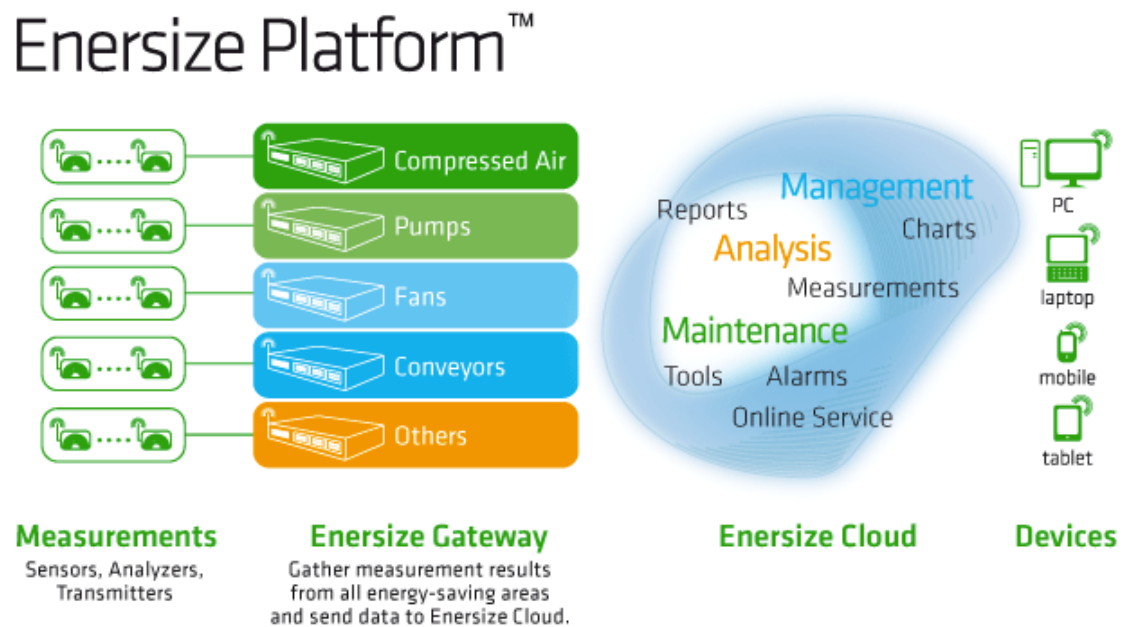 Enersize Platform™
Compressed Air
Pumps
Fans
Conveyors
Others
Management
Reports
Charts
Analysis
Measurements
Maintenance
Tools Alarms
Online Service
PC
laptop
mobile
tablet
Measurements
Sensors, Analyzers,
Transmitters
Enersize Gateway
Gather measurement results
from all energy-saving areas
and send data to Enersize Cloud.
Enersize Cloud
Devices